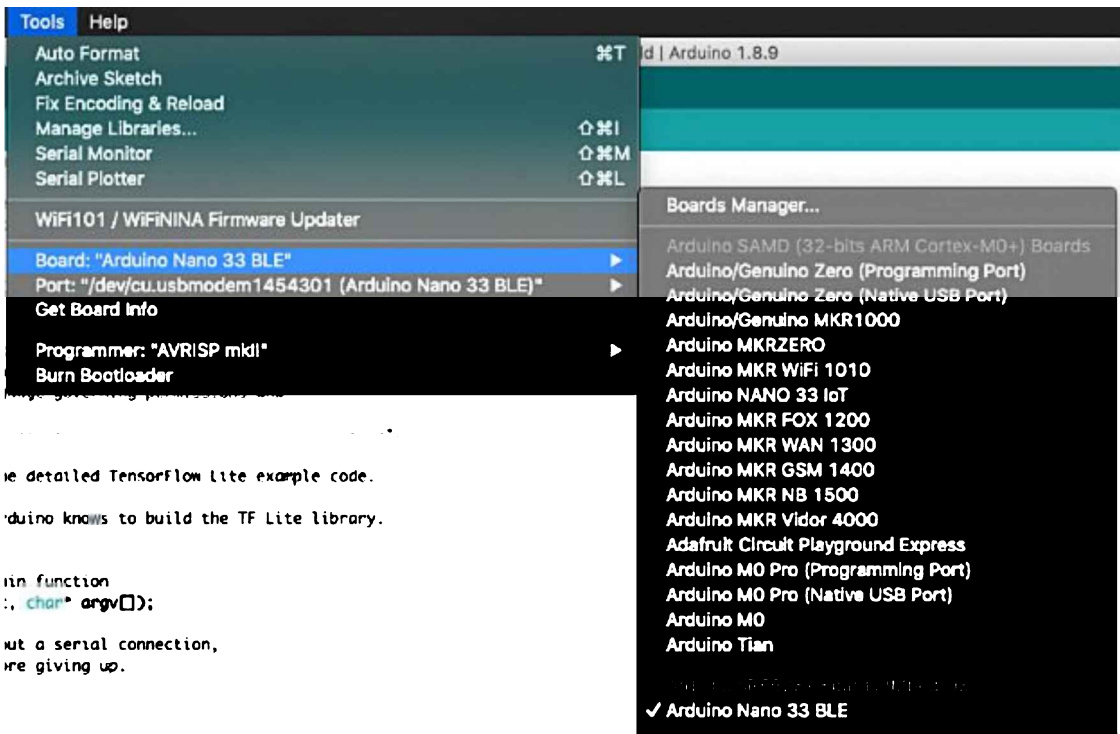 Tools Help
Auto Format ⌘T
Archive Sketch
Fix Encoding & Reload
Manage Libraries... ⇧⌘I
Serial Monitor ⇧⌘M
Serial Plotter ⇧⌘L
WiFi101 / WiFiNINA Firmware Updater
Board: "Arduino Nano 33 BLE"
Port: "/dev/cu.usbmodem1454301 (Arduino Nano 33 BLE)"
Get Board Info
Programmer: "AVRISP mkII"
Burn Bootloader
ld | Arduino 1.8.9
Boards Manager...
Arduino SAMD (32-bits ARM Cortex-M0+) Boards
Arduino/Genuino Zero (Programming Port)
Arduino/Genuino Zero (Native USB Port)
Arduino/Genuino MKR1000
Arduino MKRZERO
Arduino MKR WiFi 1010
Arduino NANO 33 IoT
Arduino MKR FOX 1200
Arduino MKR WAN 1300
Arduino MKR GSM 1400
Arduino MKR NB 1500
Arduino MKR Vidor 4000
Adafruit Circuit Playground Express
Arduino M0 Pro (Programming Port)
Arduino M0 Pro (Native USB Port)
Arduino M0
Arduino Tian
✓ Arduino Nano 33 BLE
detailed TensorFlow Lite example code.
duino knows to build the TF Lite library.
in function
, char* argv[]);
ut a serial connection,
re giving up.